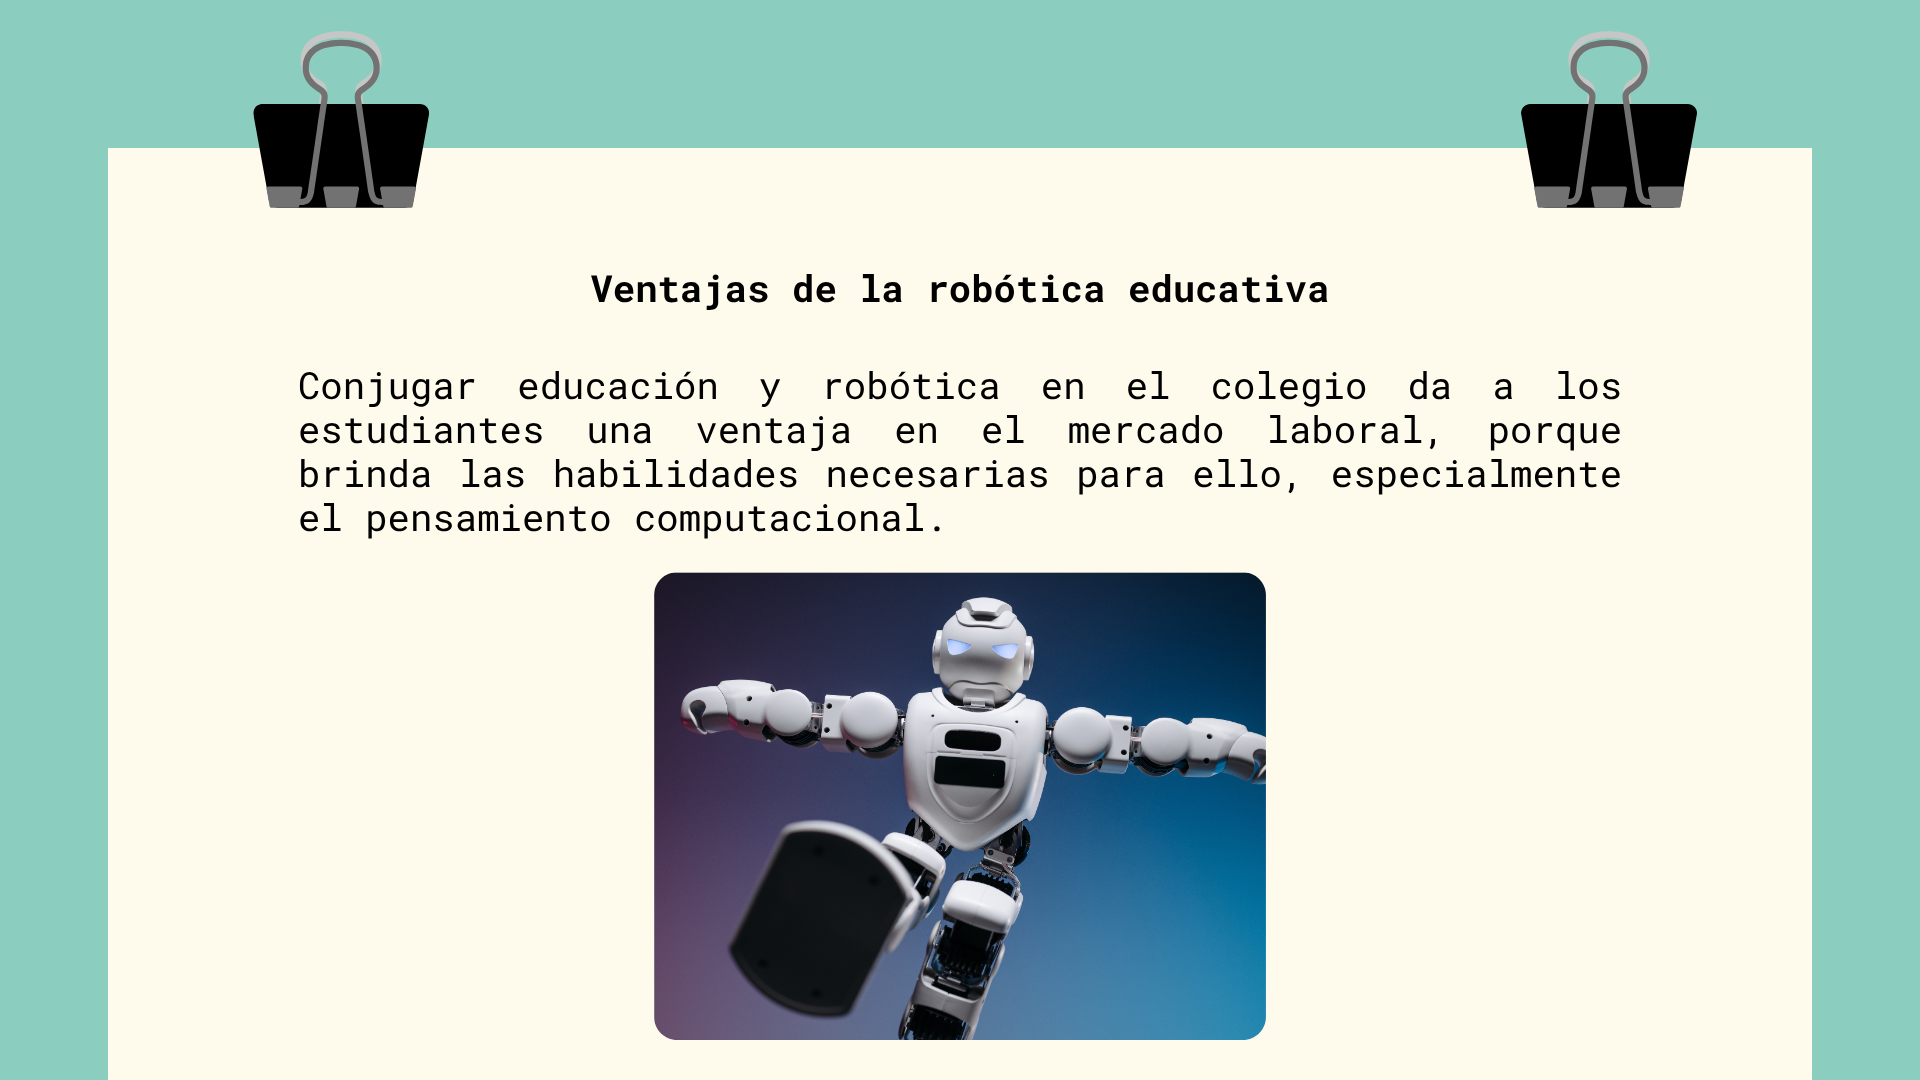 Ventajas de la robótica educativa
Conjugar educación y robótica en el colegio da a los
estudiantes una ventaja en el mercado laboral, porque
brinda las habilidades necesarias para ello, especialmente
el pensamiento computacional.